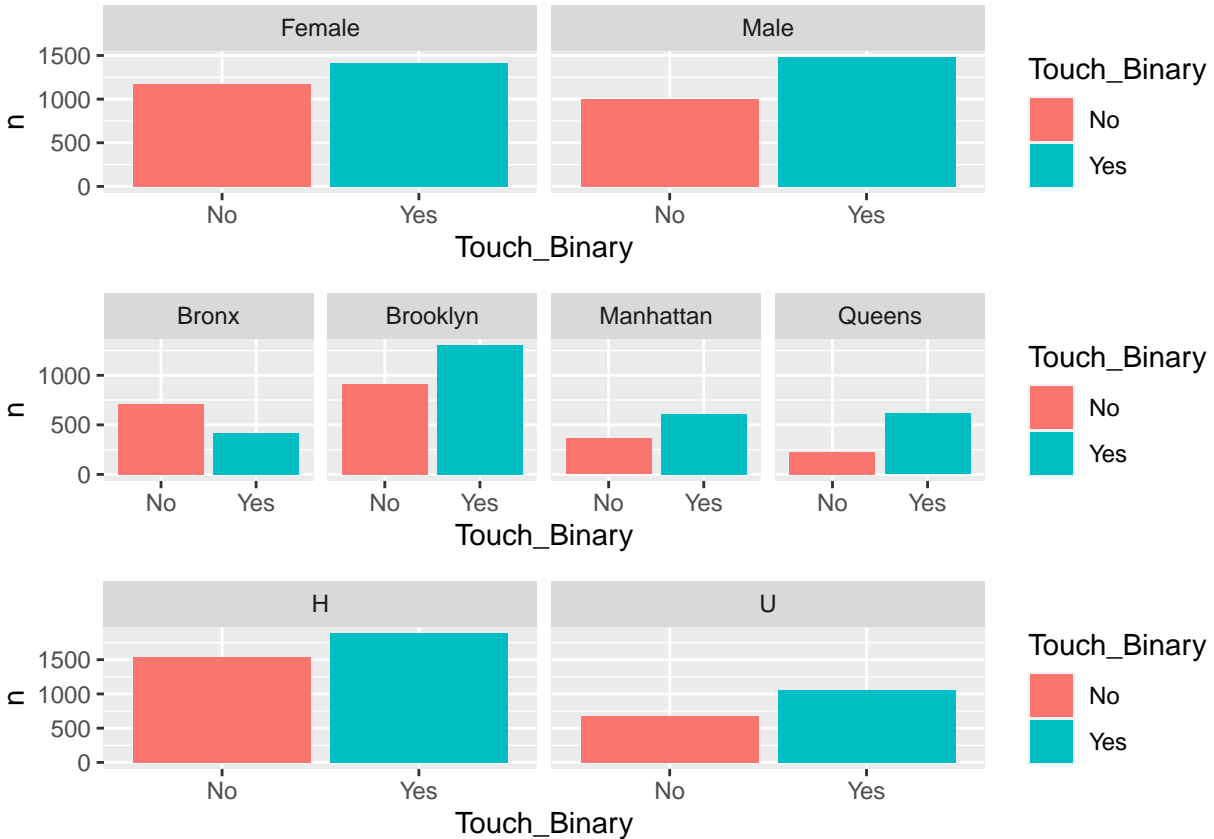 Female Male
1500
1000
500
0
n
No Yes No Yes
Touch_Binary
Touch_Binary
No
Yes
Bronx Brooklyn Manhattan Queens
1000
500
0
n
No Yes No Yes No Yes No Yes
Touch_Binary
Touch_Binary
No
Yes
H U
1500
1000
500
0
n
No Yes No Yes
Touch_Binary
Touch_Binary
No
Yes